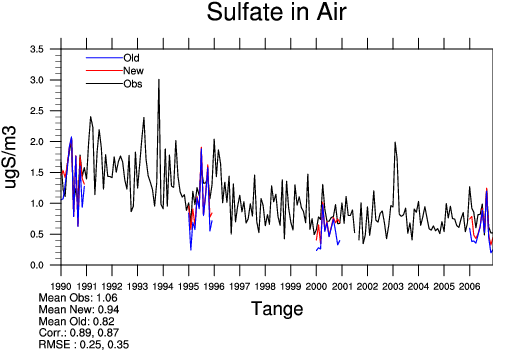 Sulfate in Air
3.5
3.0
2.5
2.0
1.5
1.0
0.5
0.0
ugS/m3
Old
New
Obs
1990 1991 1992 1993 1994 1995 1996 1997 1998 1999 2000 2001 2002 2003 2004 2005 2006
Tange
Mean Obs: 1.06
Mean New: 0.94
Mean Old: 0.82
Corr.: 0.89, 0.87
RMSE : 0.25, 0.35